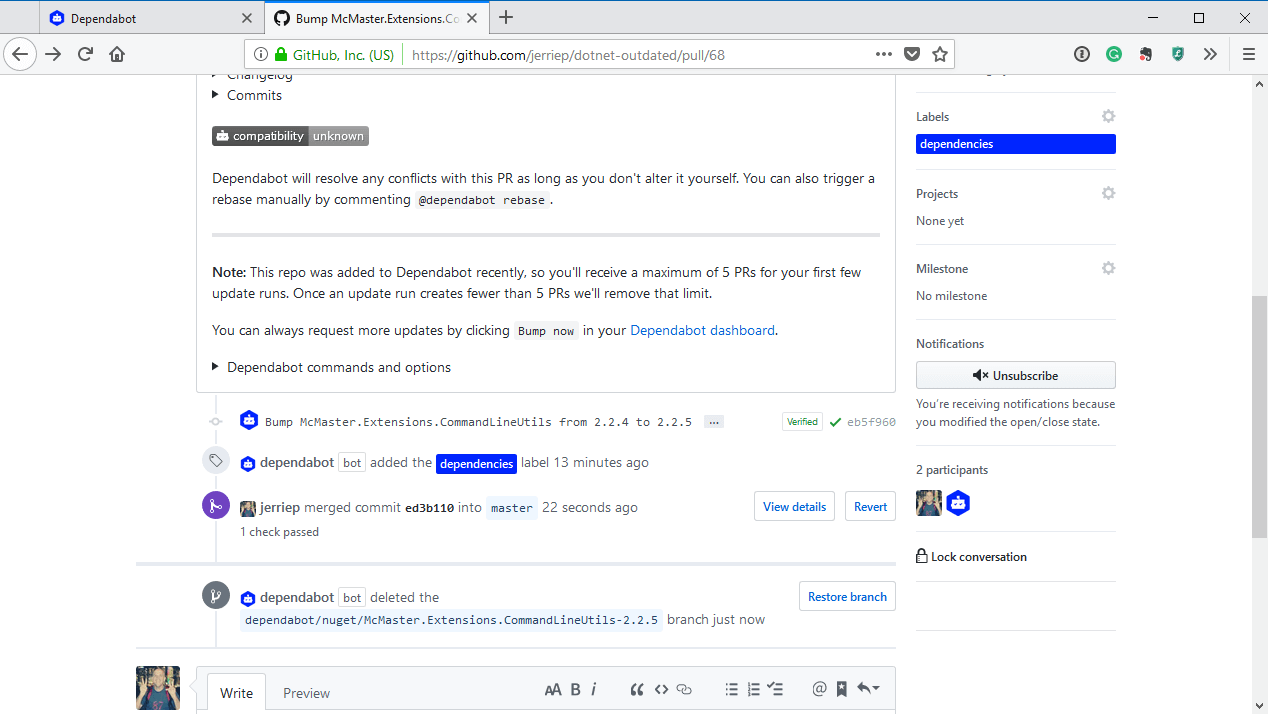 Dependabot
Bump McMaster.Extensions.Co
GitHub, Inc. (US)
https://github.com/jerriep/dotnet-outdated/pull/68
Changelog
Commits
compatibility unknown
Dependabot will resolve any conflicts with this PR as long as you don't alter it yourself. You can also trigger a
rebase manually by commenting @dependabot rebase.
Note: This repo was added to Dependabot recently, so you'll receive a maximum of 5 PRs for your first few
update runs. Once an update run creates fewer than 5 PRs we'll remove that limit.
You can always request more updates by clicking Bump now in your Dependabot dashboard.
Dependabot commands and options
Bump McMaster.Extensions.CommandLineUtils from 2.2.4 to 2.2.5 ... Verified eb5f960
dependabot bot added the dependencies label 13 minutes ago
jerriep merged commit ed3b110 into master 22 seconds ago
View details
Revert
1 check passed
dependabot bot deleted the
dependabot/nuget/McMaster.Extensions.CommandLineUtils-2.2.5 branch just now
Restore branch
Write
Preview
AA B i
Labels
dependencies
Projects
None yet
Milestone
No milestone
Notifications
Unsubscribe
You're receiving notifications because
you modified the open/close state.
2 participants
Lock conversation